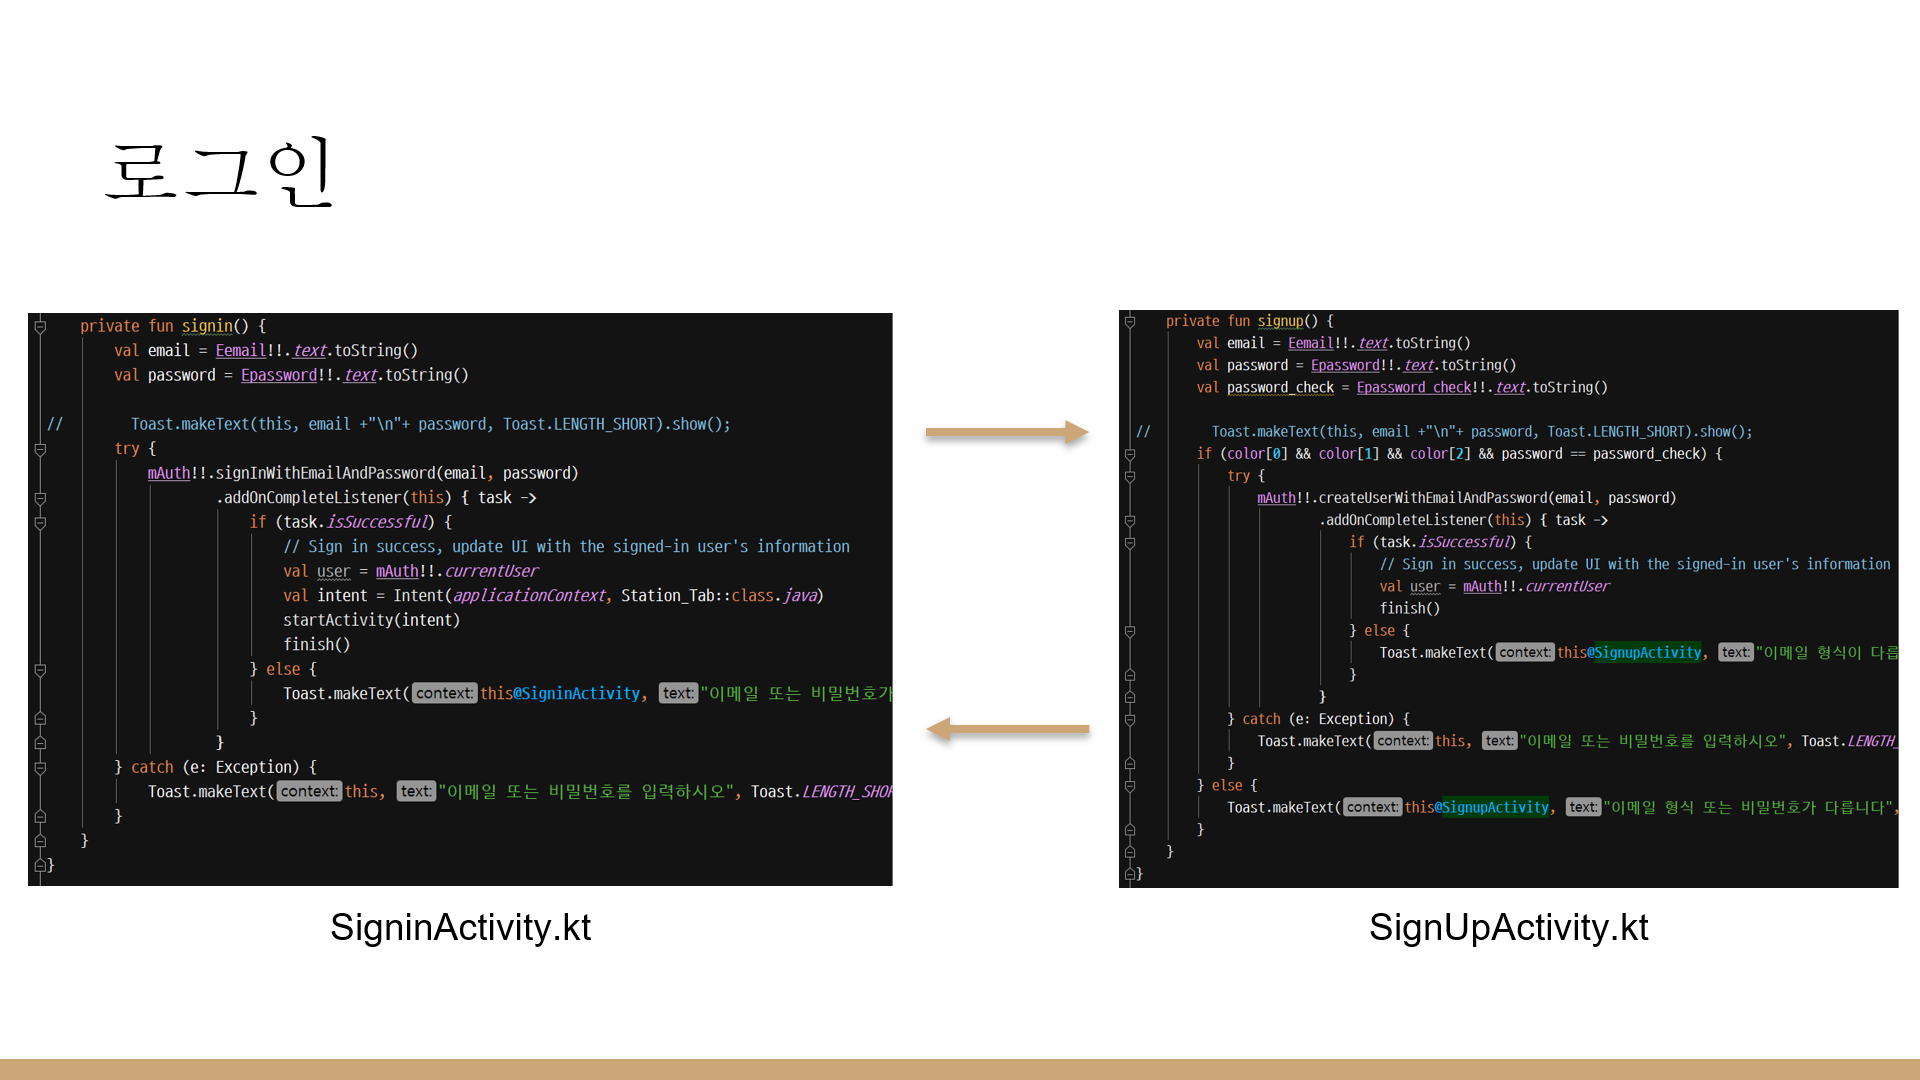 로그인
private fun signin() {
val email = Eemail!!.text.toString()
val password = Epassword!!.text.toString()
// Toast.makeText(this, email +"\n"+ password, Toast.LENGTH_SHORT).show();
try {
mAuth!!.signInWithEmailAndPassword(email, password)
.addOnCompleteListener(this) { task ->
if (task.isSuccessful) {
// Sign in success, update UI with the signed-in user's information
val user = mAuth!!.currentUser
val intent = Intent(applicationContext, Station_Tab::class.java)
startActivity(intent)
finish()
} else {
Toast.makeText( context: this@SigninActivity, text: "이메일 또는 비밀번호가
}
}
} catch (e: Exception) {
Toast.makeText( context: this, text: "이메일 또는 비밀번호를 입력하시오", Toast.LENGTH_SHOR
}
}
}
SigninActivity.kt
private fun signup() {
val email = Eemail!!.text.toString()
val password = Epassword!!.text.toString()
val password_check = Epassword_check!!.text.toString()
// Toast.makeText(this, email +"\n"+ password, Toast.LENGTH_SHORT).show();
if (color[0] && color[1] && color[2] && password == password_check) {
try {
mAuth!!.createUserWithEmailAndPassword(email, password)
.addOnCompleteListener(this) { task ->
if (task.isSuccessful) {
// Sign in success, update UI with the signed-in user's information
val user = mAuth!!.currentUser
finish()
} else {
Toast.makeText( context: this@SignupActivity, text: "이메일 형식이 다릅
}
}
} catch (e: Exception) {
Toast.makeText( context: this, text: "이메일 또는 비밀번호를 입력하시오", Toast.LENGTH_
}
} else {
Toast.makeText( context: this@SignupActivity, text: "이메일 형식 또는 비밀번호가 다릅니다",
}
}
}
SignUpActivity.kt